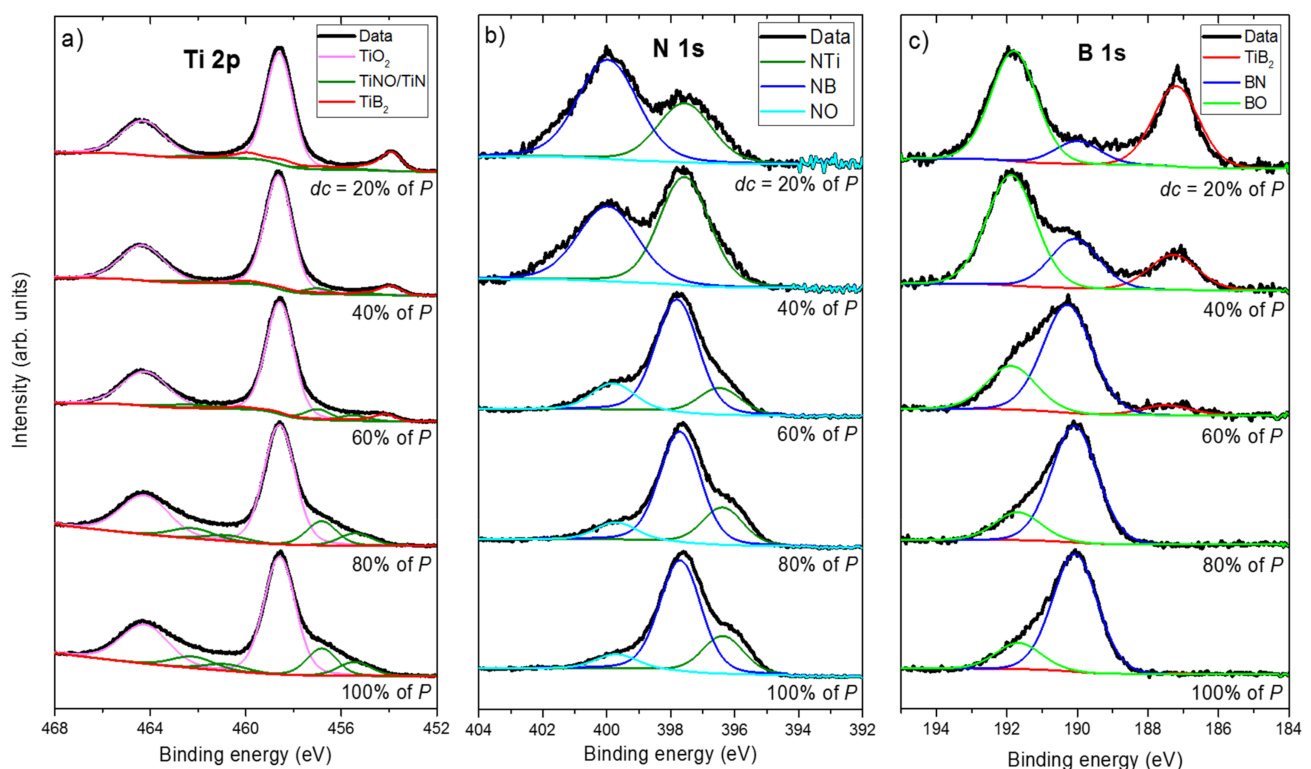 a)
Ti 2p
Data
TiO2
TiNO/TiN
TiB2
dc = 20% of P
40% of P
60% of P
80% of P
100% of P
468 464 460 456 452
Binding energy (eV)
Intensity (arb. units)
b)
N 1s
Data
NTi
NB
NO
dc = 20% of P
40% of P
60% of P
80% of P
100% of P
404 402 400 398 396 394 392
Binding energy (eV)
c)
B 1s
Data
TiB2
BN
BO
dc = 20% of P
40% of P
60% of P
80% of P
100% of P
194 192 190 188 186 184
Binding energy (eV)